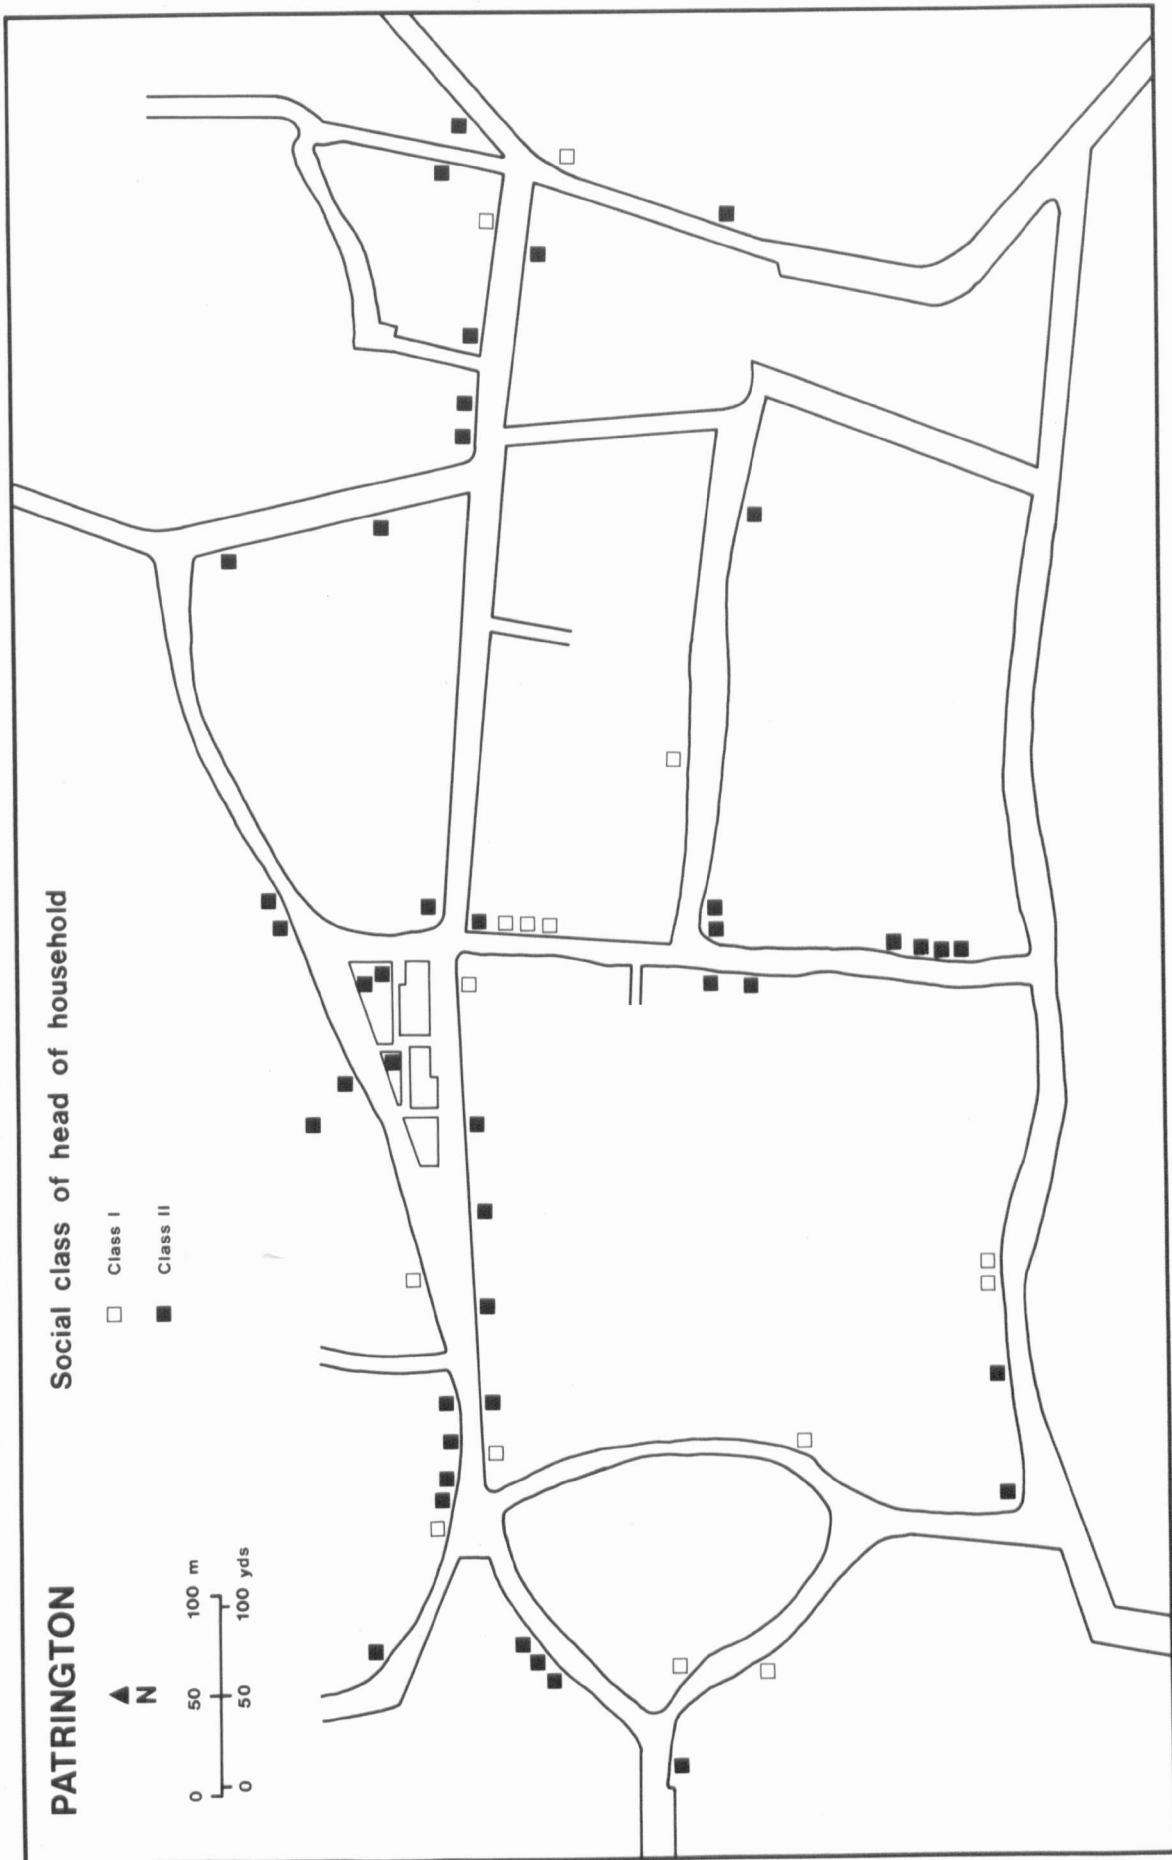 PATRINGTON
Social class of head of household
N
Class I
Class II
0 50 100 m
0 50 100 yds